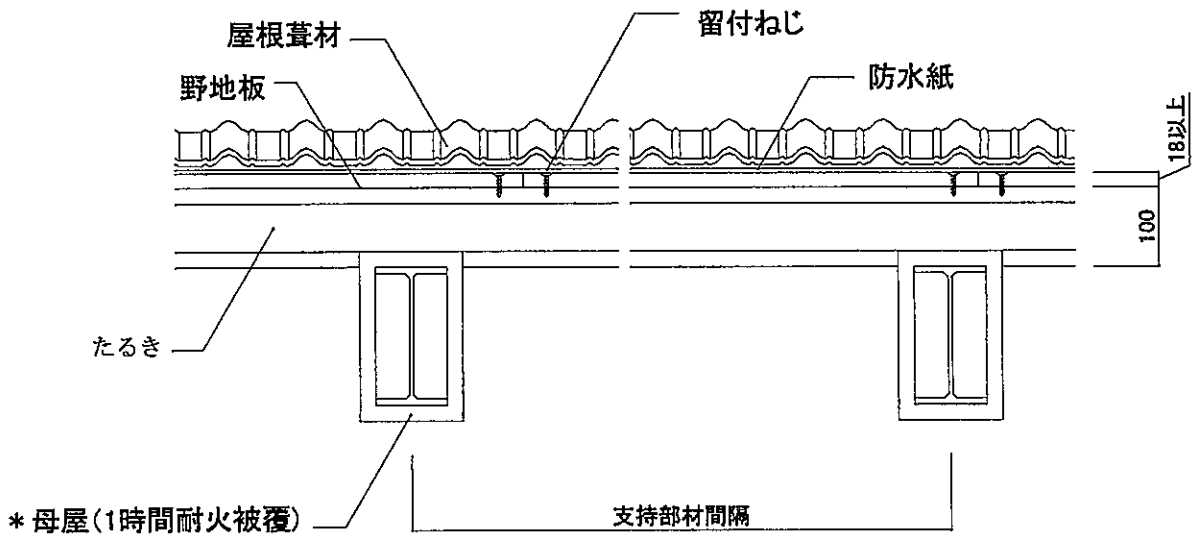 留付ねじ
屋根葺材
防水紙
野地板
18以上
100
たるき
*母屋(1時間耐火被覆)
支持部材間隔